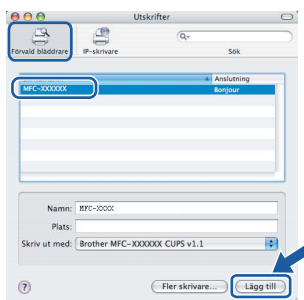 Utskrifter
Förvald bläddrare
IP-skrivare
Q-
Sök
Anslutning
MFC-XXXXXX
Bonjour
Namn: MFC-XXXX
Plats:
Skriv ut med: Brother MFC-XXXXXX CUPS v1.1
?
Fler skrivare...
Lägg till